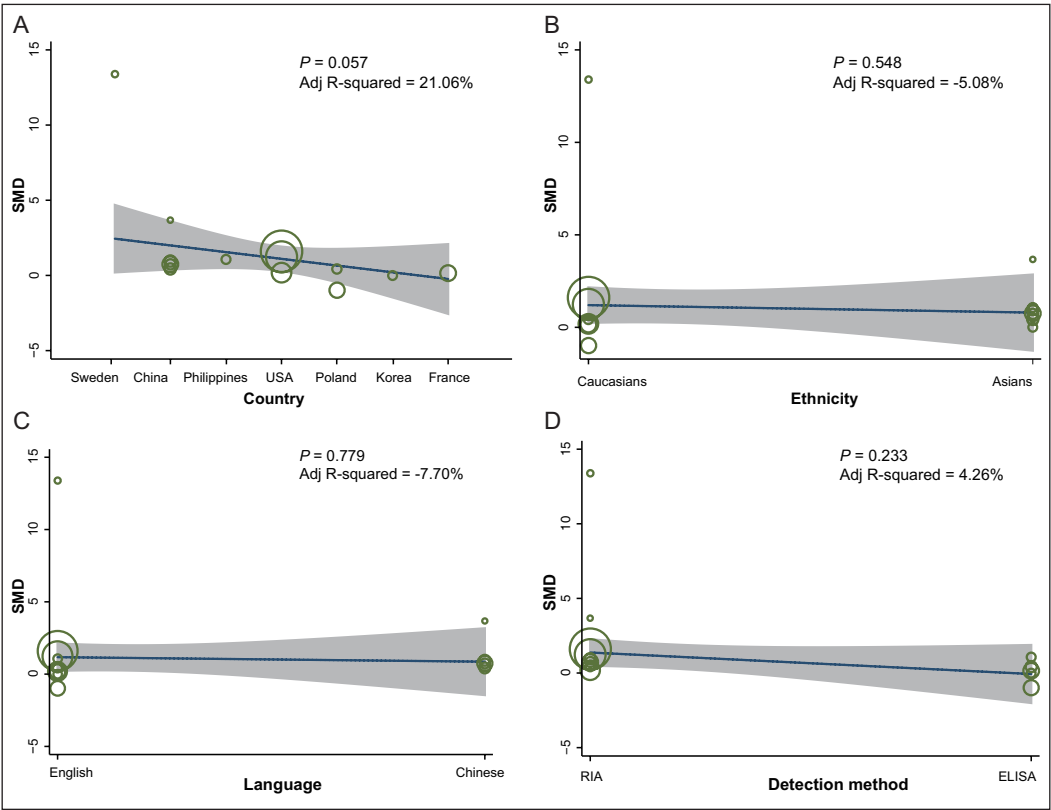 A
P = 0.057
Adj R-squared = 21.06%
15
10
5
0
−5
SMD
Sweden China Philippines USA Poland Korea France
Country
B
P = 0.548
Adj R-squared = -5.08%
15
10
5
0
SMD
Caucasians Asians
Ethnicity
C
P = 0.779
Adj R-squared = -7.70%
15
10
5
0
−5
SMD
English Chinese
Language
D
P = 0.233
Adj R-squared = 4.26%
15
10
5
0
−5
SMD
RIA ELISA
Detection method